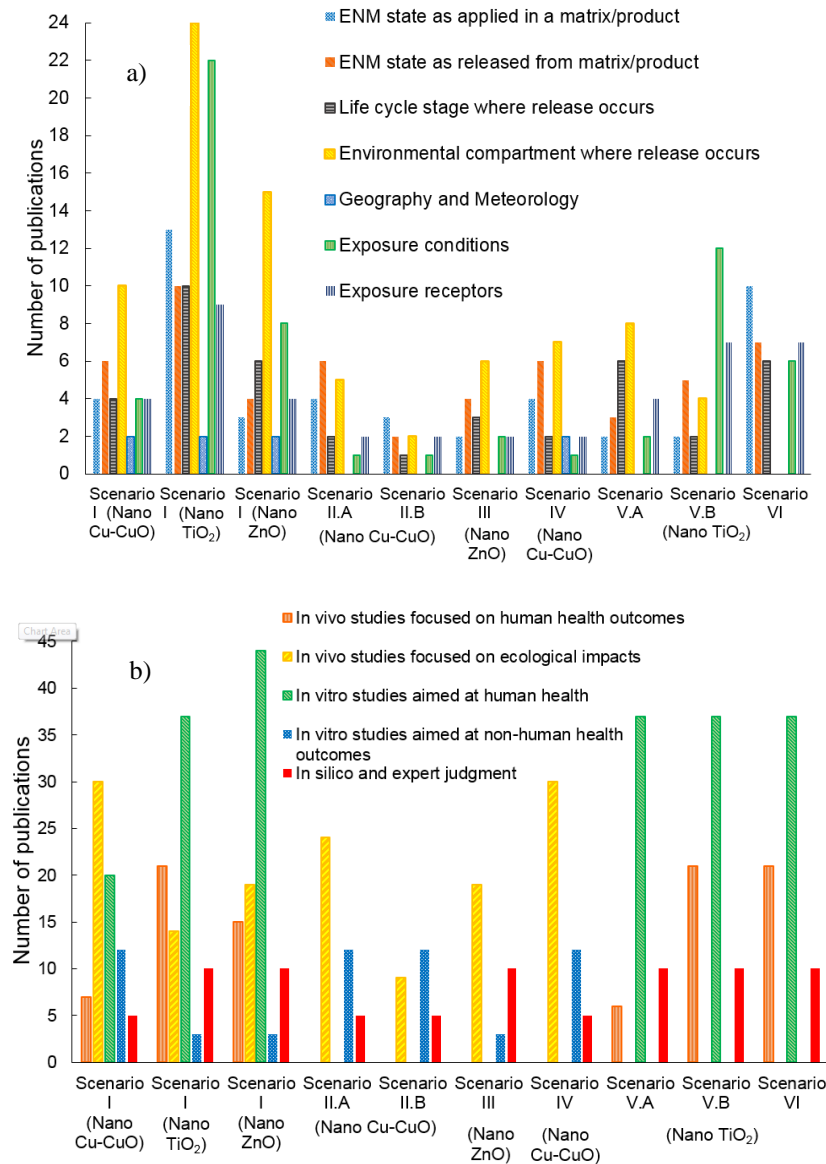 a)
24
22
20
18
16
14
12
10
8
6
4
2
0
Number of publications
ENM state as applied in a matrix/product
ENM state as released from matrix/product
Life cycle stage where release occurs
Environmental compartment where release occurs
Geography and Meteorology
Exposure conditions
Exposure receptors
Scenario Scenario Scenario Scenario Scenario Scenario Scenario Scenario Scenario Scenario
I (Nano I (Nano I (Nano II.A II.B III IV V.A V.B VI
Cu-CuO) TiO₂) ZnO) (Nano Cu-CuO) (Nano (Nano (Nano TiO₂)
ZnO) Cu-CuO)
Chart Area
b)
45
40
35
30
25
20
15
10
5
0
Number of publications
In vivo studies focused on human health outcomes
In vivo studies focused on ecological impacts
In vitro studies aimed at human health
In vitro studies aimed at non-human health
outcomes
In silico and expert judgment
Scenario Scenario Scenario Scenario Scenario Scenario Scenario Scenario Scenario Scenario
I I I II.A II.B III IV V.A V.B VI
(Nano (Nano (Nano (Nano Cu-CuO) (Nano (Nano (Nano TiO₂)
Cu-CuO) TiO₂) ZnO) ZnO) Cu-CuO)